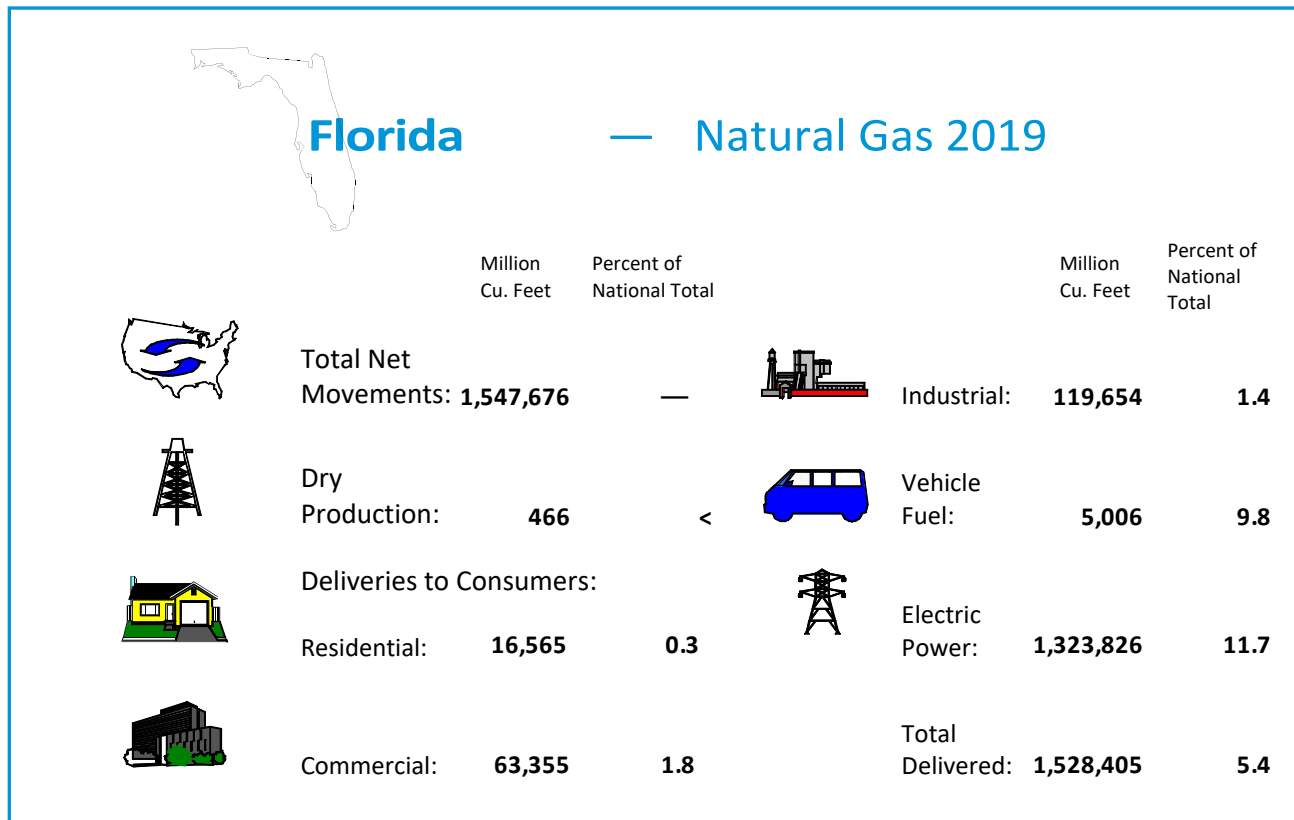 Florida — Natural Gas 2019
Million Percent of
Cu. Feet National Total
Total Net
Movements: 1,547,676 —
Dry
Production: 466 <
Deliveries to Consumers:
Residential: 16,565 0.3
Commercial: 63,355 1.8
Million Percent of
Cu. Feet National
Total
Industrial: 119,654 1.4
Vehicle
Fuel: 5,006 9.8
Electric
Power: 1,323,826 11.7
Total
Delivered: 1,528,405 5.4